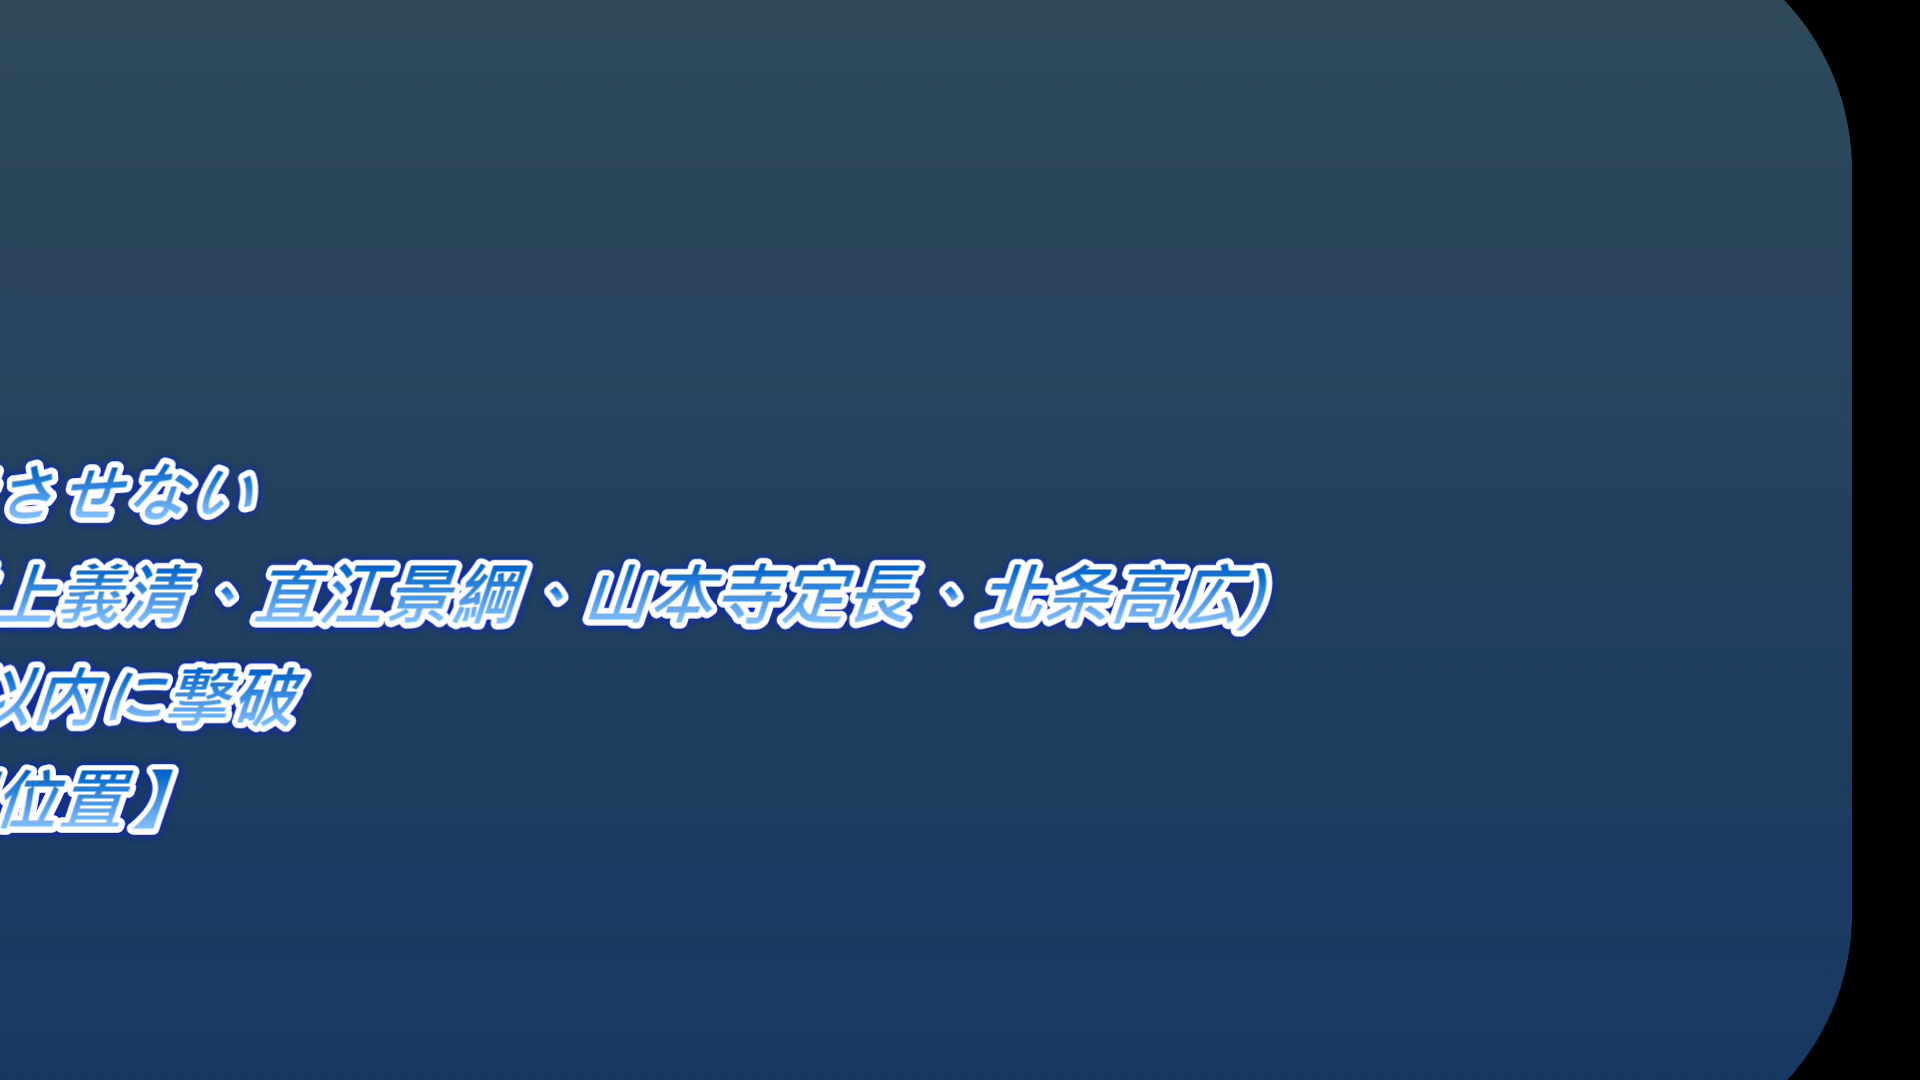 させない
上義清、直江景綱、山本寺定長、北条高広)
以内に撃破
位置】